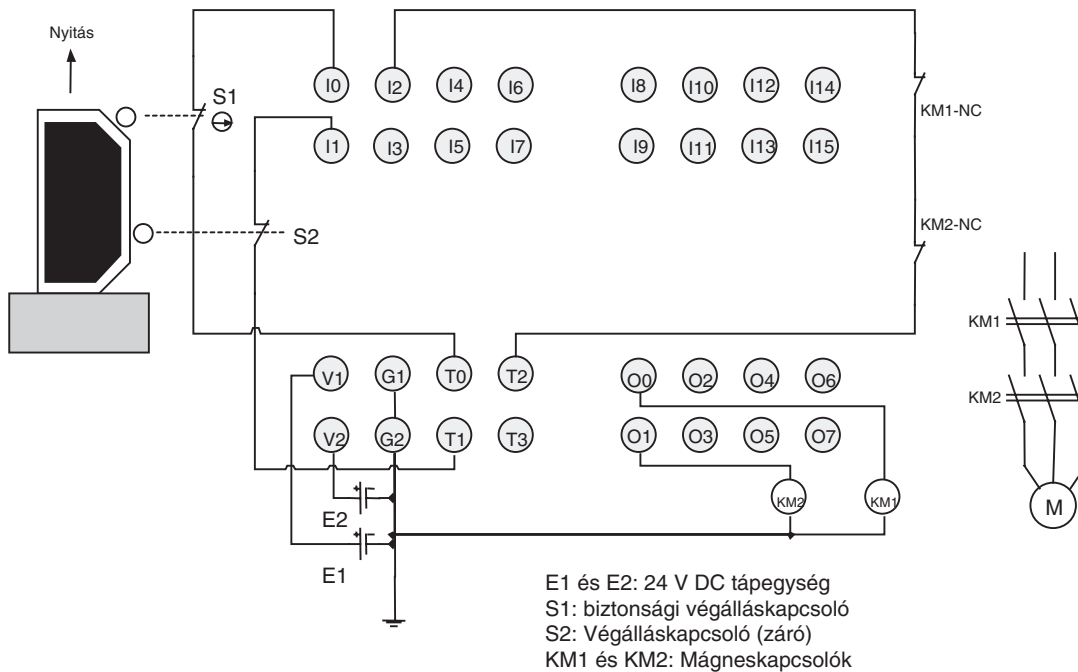 Nyitás
S1
I0 I2 I4 I6 I8 I10 I12 I14
KM1-NC
I1 I3 I5 I7 I9 I11 I13 I15
S2
KM2-NC
KM1
V1 G1 T0 T2 O0 O2 O4 O6
KM2
V2 G2 T1 T3 O1 O3 O5 O7
KM2 KM1
M
E2
E1
E1 és E2: 24 V DC tápegység
S1: biztonsági végálláskapcsoló
S2: Végálláskapcsoló (záró)
KM1 és KM2: Mágneskapcsolók